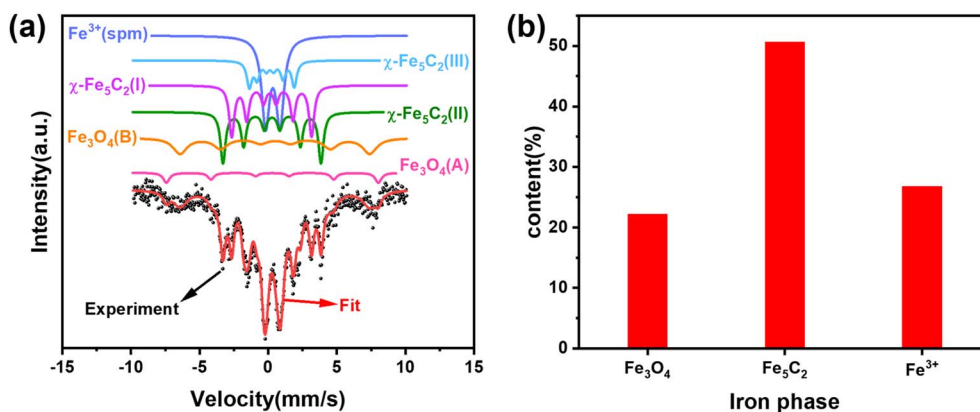 (a)
Fe³⁺(spm)
χ-Fe₅C₂(III)
χ-Fe₅C₂(I)
χ-Fe₅C₂(II)
Fe₃O₄(B)
Fe₃O₄(A)
Experiment
Fit
Intensity(a.u.)
-15 -10 -5 0 5 10 15
Velocity(mm/s)
(b)
50
40
30
20
10
0
content(%)
Fe₃O₄ Fe₅C₂ Fe³⁺
Iron phase